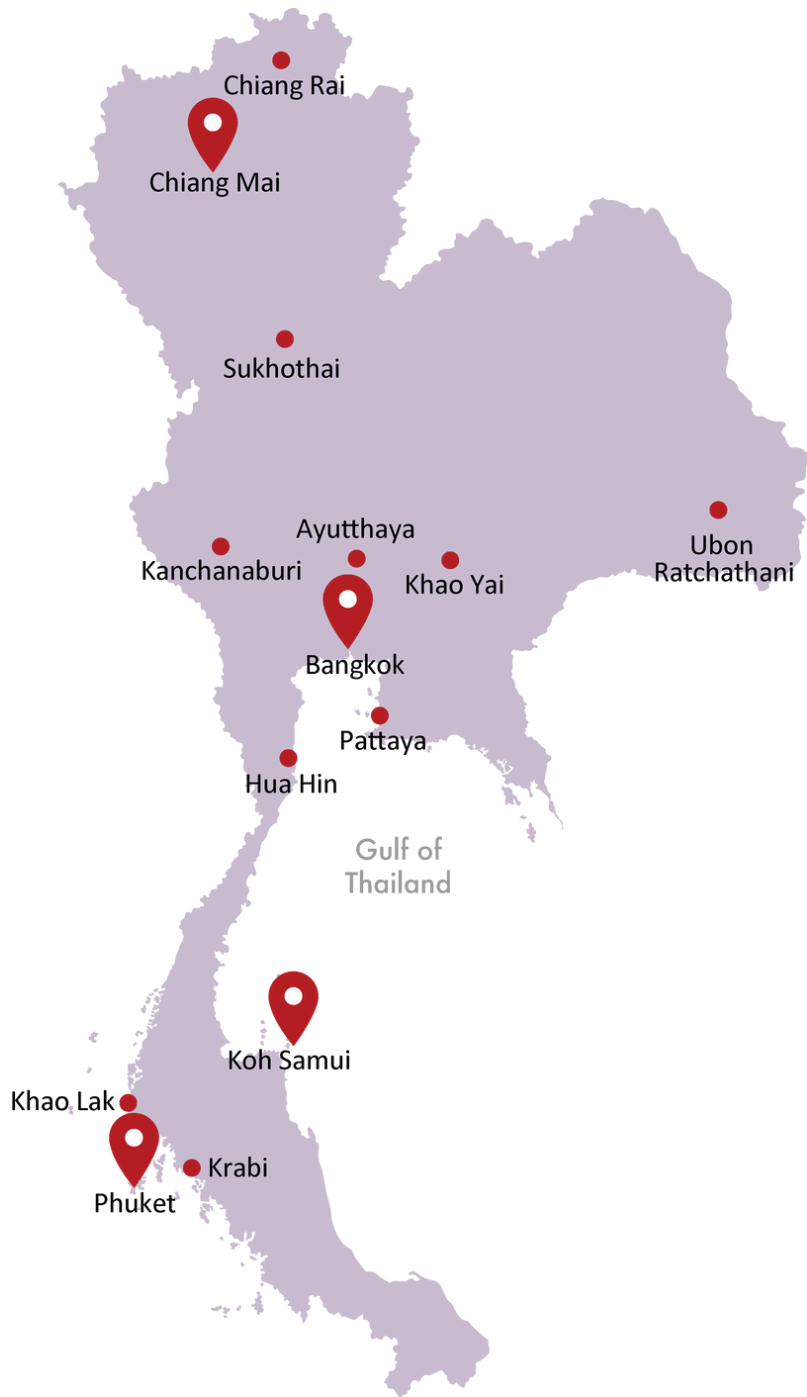 Chiang Rai
Chiang Mai
Sukhothai
Ayutthaya
Kanchanaburi
Khao Yai
Ubon
Ratchathani
Bangkok
Pattaya
Hua Hin
Gulf of
Thailand
Koh Samui
Khao Lak
Krabi
Phuket